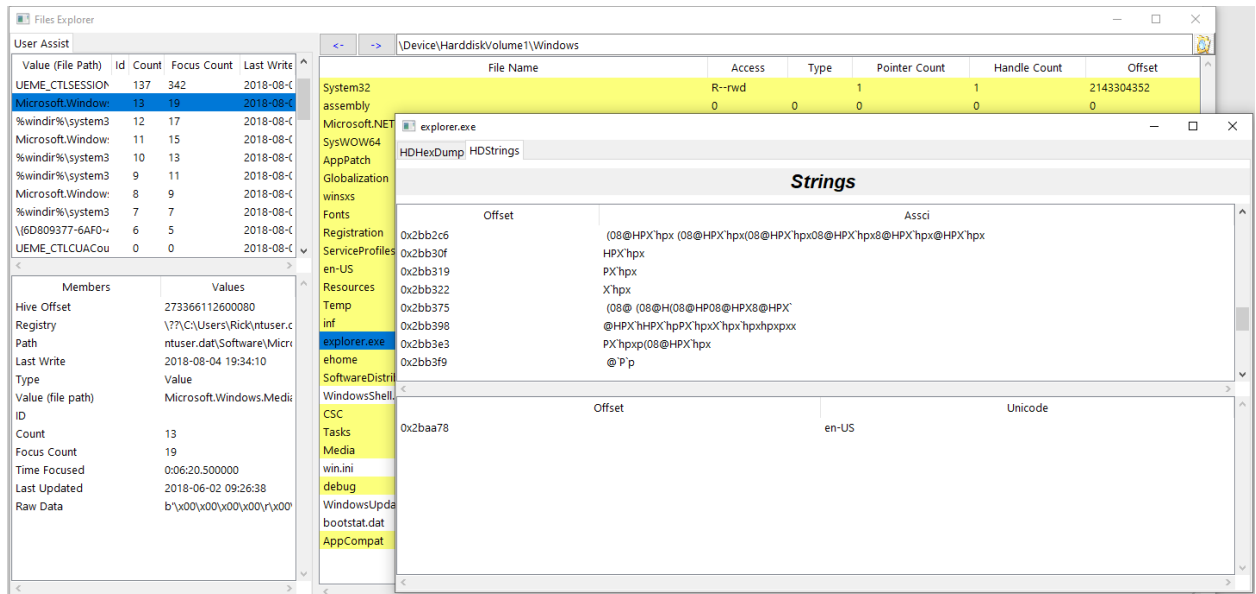 Files Explorer
User Assist
Value (File Path) Id Count Focus Count Last Write
UEME_CTLSESSION 137 342 2018-08-0
Microsoft.Window: 13 19 2018-08-0
%windir%\system3 12 17 2018-08-0
Microsoft.Window: 11 15 2018-08-0
%windir%\system3 10 13 2018-08-0
%windir%\system3 9 11 2018-08-0
Microsoft.Window: 8 9 2018-08-0
%windir%\system3 7 7 2018-08-0
\{6D809377-6AF0-4 6 5 2018-08-0
UEME_CTLCUACou 0 0 2018-08-0
Members Values
Hive Offset 273366112600080
Registry \??\C:\Users\Rick\ntuser.c
Path ntuser.dat\Software\Micro
Last Write 2018-08-04 19:34:10
Type Value
Value (file path) Microsoft.Windows.Media
ID
Count 13
Focus Count 19
Time Focused 0:06:20.500000
Last Updated 2018-06-02 09:26:38
Raw Data b'\x00\x00\x00\x00\r\x00'
<- -> \Device\HarddiskVolume1\Windows
File Name Access Type Pointer Count Handle Count Offset
System32 R--rwd 1 1 2143304352
assembly 0 0 0 0 0
Microsoft.NET
SysWOW64
AppPatch
Globalization
winsxs
Fonts
Registration
ServiceProfiles
en-US
Resources
Temp
inf
explorer.exe
ehome
SoftwareDistril
WindowsShell.
CSC
Tasks
Media
win.ini
debug
WindowsUpda
bootstat.dat
AppCompat
explorer.exe
HDHexDump HDStrings
Strings
Offset Assci
0x2bb2c6 (08@HPX`hpx (08@HPX`hpx(08@HPX`hpx08@HPX`hpx8@HPX`hpx@HPX`hpx
0x2bb30f HPX`hpx
0x2bb319 PX`hpx
0x2bb322 X`hpx
0x2bb375 (08@ (08@H(08@HP08@HPX8@HPX`
0x2bb398 @HPX`hHPX`hpPX`hpxX`hpx`hpxhpxpxx
0x2bb3e3 PX`hpxp(08@HPX`hpx
0x2bb3f9 @`P`p
Offset Unicode
0x2baa78 en-US